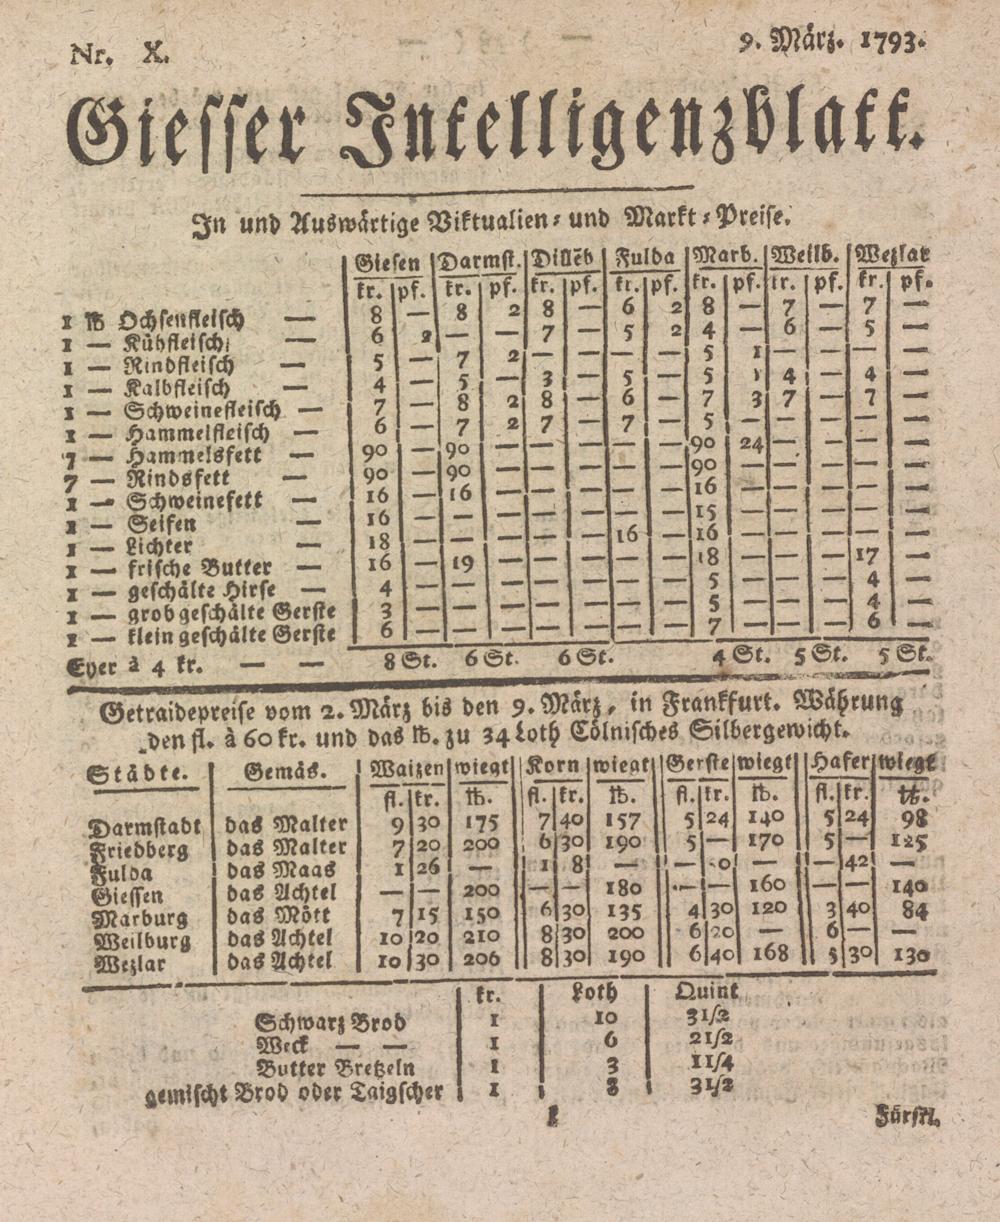 Nr. X. 9. März. 1793.
Giesser Intelligenzblatt.
In und Auswärtige Viktualien- und Markt-Preise.
Giesen Darmst. Dilleb Fulda Marb. Weilb. Wezlar
kr. pf. kr. pf. kr. pf. kr. pf. kr. pf. kr. pf. kr. pf.
1 ℔ Ochsenfleisch — 8 — 8 2 8 — 6 2 8 — 7 — 7 —
1 — Kühfleisch 6 2 — — 7 — 5 2 4 — 6 — 5 —
1 — Rindfleisch — 5 — 7 2 — — — — 5 1 — — — —
1 — Kalbfleisch — 4 — 5 — 3 — 5 — 5 1 4 — 4 —
1 — Schweinefleisch — 7 — 8 2 8 — 6 — 7 3 7 — 7 —
1 — Hammelfleisch — 6 — 7 2 7 — 7 — 5 — — — — —
7 — Hammelsfett — 90 — 90 — — — — — 90 24 — — — —
7 — Rindsfett — 90 — 90 — — — — — 90 — — — — —
1 — Schweinefett — 16 — 16 — — — — — 16 — — — — —
1 — Seifen — 16 — — — — — — — 15 — — — — —
1 — Lichter — 18 — — — — — 16 — 16 — — — — —
1 — frische Butter — 16 — 19 — — — — — 18 — — — 17 —
1 — geschälte Hirse — 4 — — — — — — — 5 — — — 4 —
1 — grob geschälte Gerste 3 — — — — — — — 5 — — — 4 —
1 — klein geschälte Gerste 6 — — — — — — — 7 — — — 6 —
Eyer à 4 kr. — — 8 St. 6 St. 6 St. 4 St. 5 St. 5 St.
Getraidepreise vom 2. März bis den 9. März, in Frankfurt. Währung
den fl. à 60 kr. und das ℔. zu 34 Loth Cölnisches Silbergewicht.
Städte. Gemäs. Waizen wiegt Korn wiegt Gerste wiegt Hafer wiegt
fl. kr. ℔. fl. kr. ℔. fl. kr. ℔. fl. kr. ℔.
Darmstadt das Malter 9 30 175 7 40 157 5 24 140 5 24 98
Friedberg das Malter 7 20 200 6 30 190 5 — 170 5 — 125
Fulda das Maas 1 26 — 1 8 — — — — 42 —
Giessen das Achtel — — 200 — — 180 — — 160 — — 140
Marburg das Mött 7 15 150 6 30 135 4 30 120 3 40 84
Weilburg das Achtel 10 20 210 8 30 200 6 20 — 6 — —
Wezlar das Achtel 10 30 206 8 30 190 6 40 168 5 30 130
kr. Loth Quint
Schwarz Brod 1 10 3 1/2
Weck — — 1 6 2 1/2
Butter Bretzeln 1 3 1 1/4
gemischt Brod oder Taigscher 1 8 3 1/2
Fürstl.